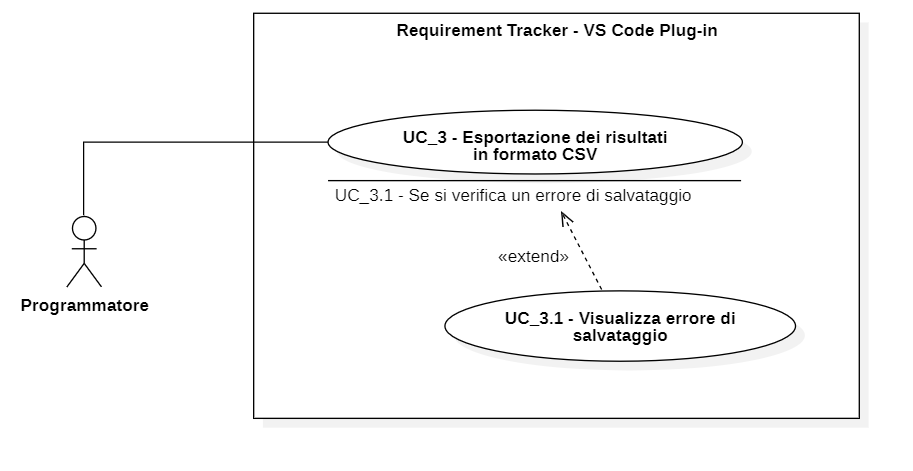 Requirement Tracker - VS Code Plug-in
UC_3 - Esportazione dei risultati
in formato CSV
UC_3.1 - Se si verifica un errore di salvataggio
«extend»
Programmatore
UC_3.1 - Visualizza errore di
salvataggio